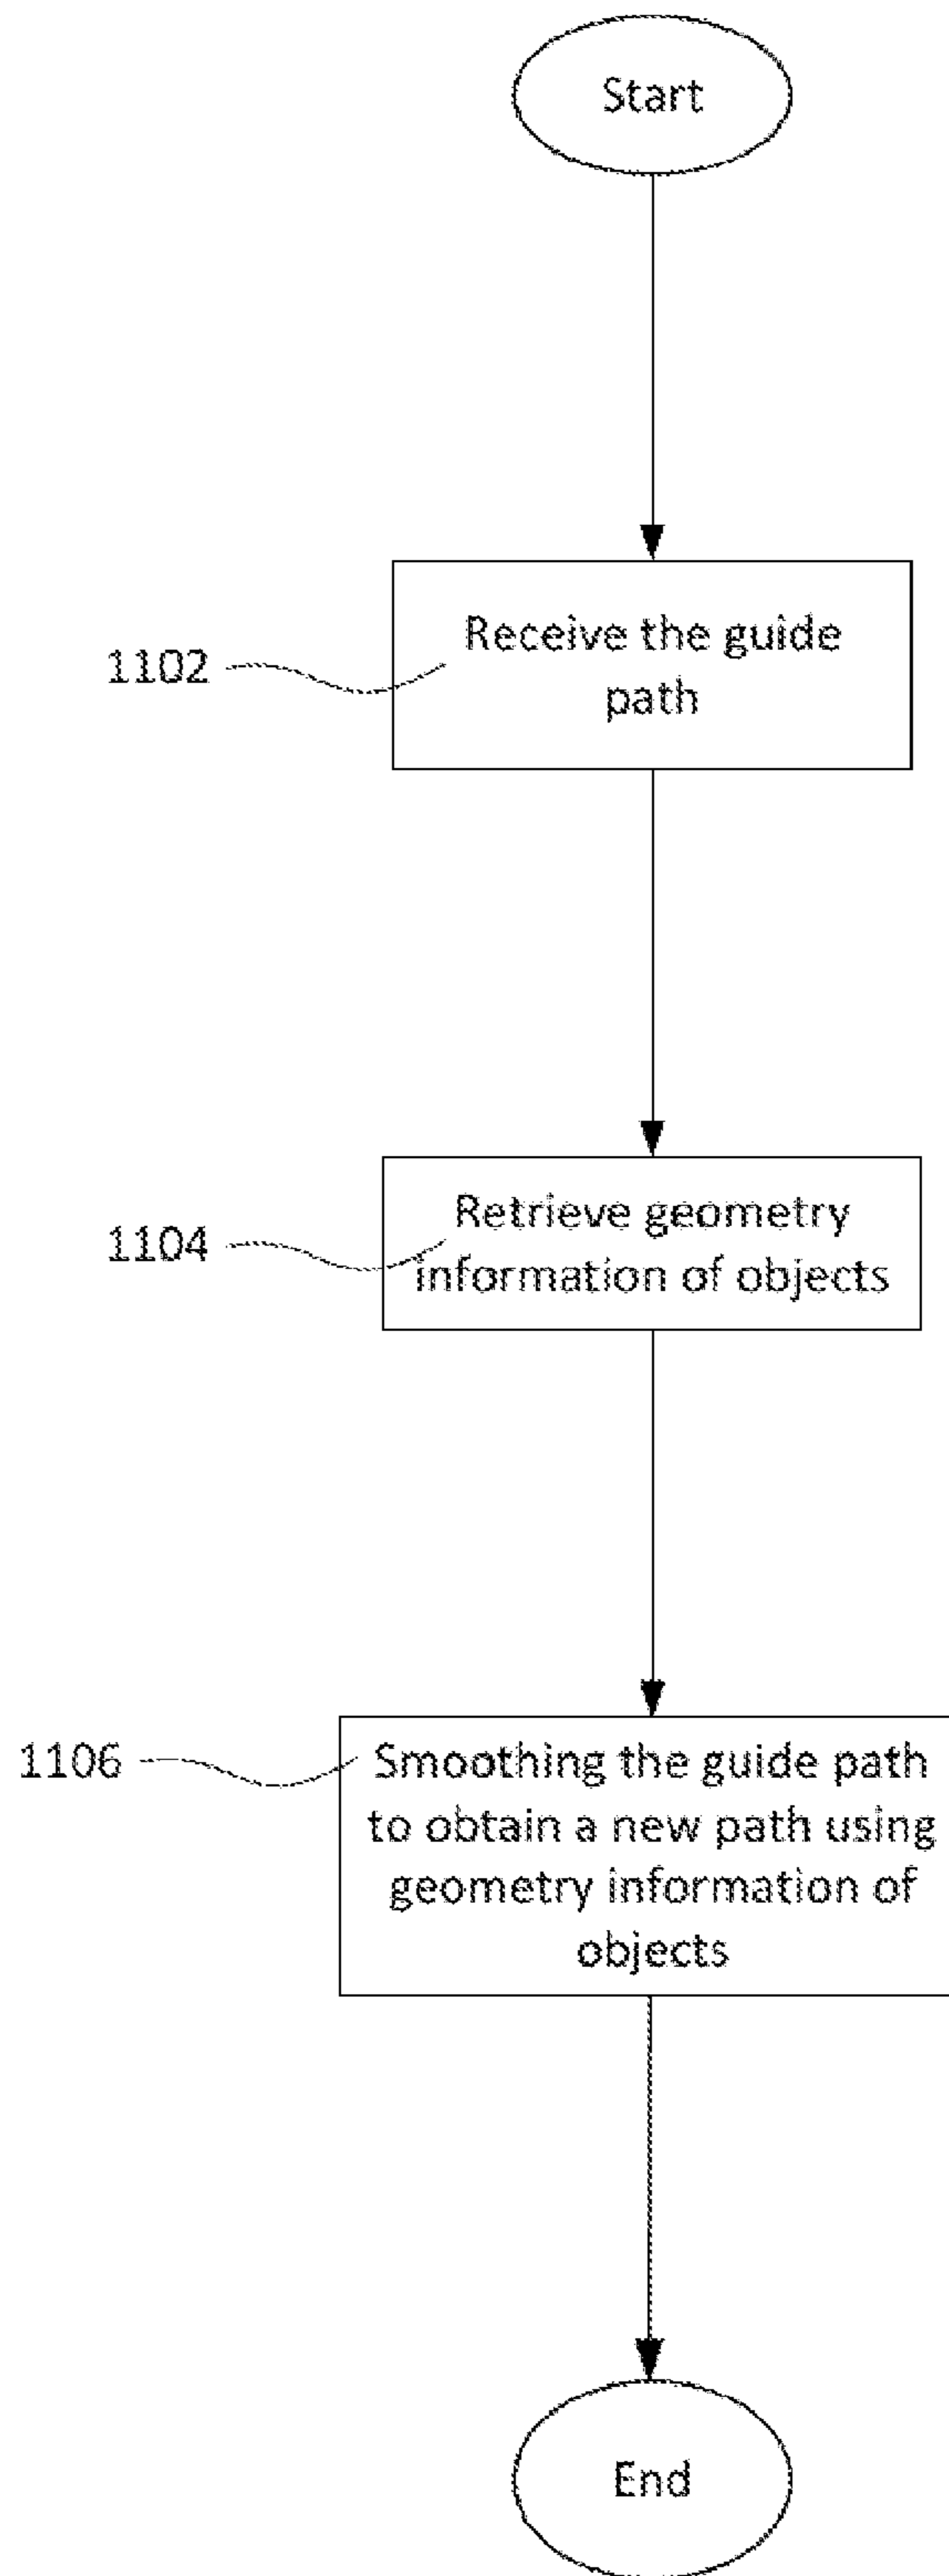 Start
1102
Receive the guide
path
1104
Retrieve geometry
information of objects
1106
Smoothing the guide path
to obtain a new path using
geometry information of
objects
End